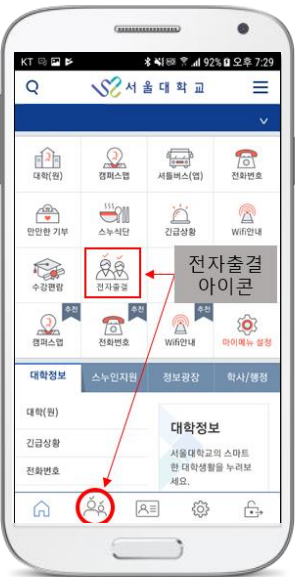 KT 92% 오후 7:29
서울대학교
대학(원) 캠퍼스맵 셔틀버스(앱) 전화번호
만만한 기부 스누식단 긴급상황 Wifi안내
수강편람 전자출결
전자출결
아이콘
추천 추천 추천
캠퍼스맵 전화번호 Wifi안내 마이메뉴 설정
대학정보 스누인지원 정보광장 학사/행정
대학(원)
긴급상황
전화번호
대학정보
서울대학교의 스마트
한 대학생활을 누려보
세요.